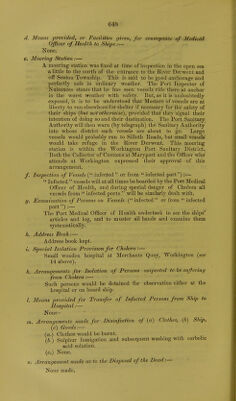 648
d. Means provided, or Facilities given, for conveyance of Medical
Officer of Health to Ships:—
None.
e. Mooring Station:—
A mooring station was fixed at time of inspection in the open sea
a little to the north of the entrance to the River Derwent and
off Seaton Township. This is said to be good anchorage and
perfectly safe in ordinary weather. The Port Inspector of
Nuisances states that he has seen vessels ride there at anchor
in the worst weather with safety. But, as it is undoubtedly
exposed, it is to be understood that Masters of vessels are at
liberty to run elsewhere for shelter if necessary for the safety of
their ships (but not otherwise), provided that they signal their
intention of doing so and their destination. The Port Sanitary
Authority will then warn (by telegraph) the Sanitary Authority
into whose district such vessels are about to go. Large
vessels would probably run to Silloth Roads, but small vessels
would take refuge in the River Derwent. This mooring
station is within the Workington Port Sanitary District.
Both the Collector of Customs at Maryport and the Officer who
attends at Workington expressed their approval of this
arrangement.
f. Inspection of Vessels ("infected" or from "infected part"):—
"Infected" vessels will at all times be boarded by the Port Medical
Officer of Health, and during special danger of Cholera all
vessels from "infected ports" will be similarly dealt with.
g. Examination of Persons on Vessels ("infected" or from "infected
part"):—
The Port Medical Officer of Health undertook to see the ships'
articles and log, and to muster all hands and examine them
systematically.
h. Address Book:—
Address book kept.
i. Special Isolation Provision for Cholera:—
Small wooden hospital at Merchants Quay, Workington (see
14 above).
k. Arrangements for Isolation of Persons suspected to be suffering
from Cholera:—
Such persons would be detained for observation either at the
hospital or on board ship.
l. Means provided for Transfer of Infected Persons from Ship to
Hospital:—
None.
m. Arrangements made for Disinfection of (a) Clothes, (b) Ship,
(c) Goods:—
(a.) Clothes would be burnt.
(b.) Sulphur fumigation and subsequent washing with carbolic
acid solution.
(c.) None.
n. Arrangement made as to the Disposal of the Dead:—
None made.